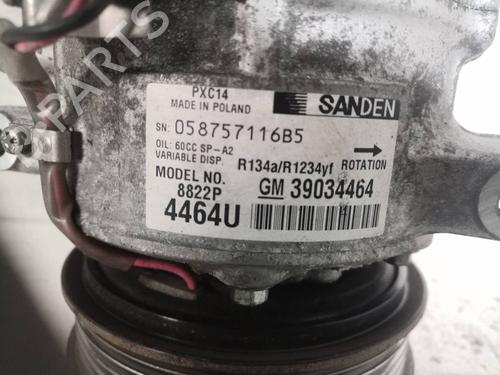 PXC14
MADE IN POLAND
SANDEN
SN: 058757116B5
OIL: 60CC SP-A2
VARIABLE DISP. R134a/R1234yf ROTATION
MODEL NO.
8822P GM 39034464
4464U
PARTS